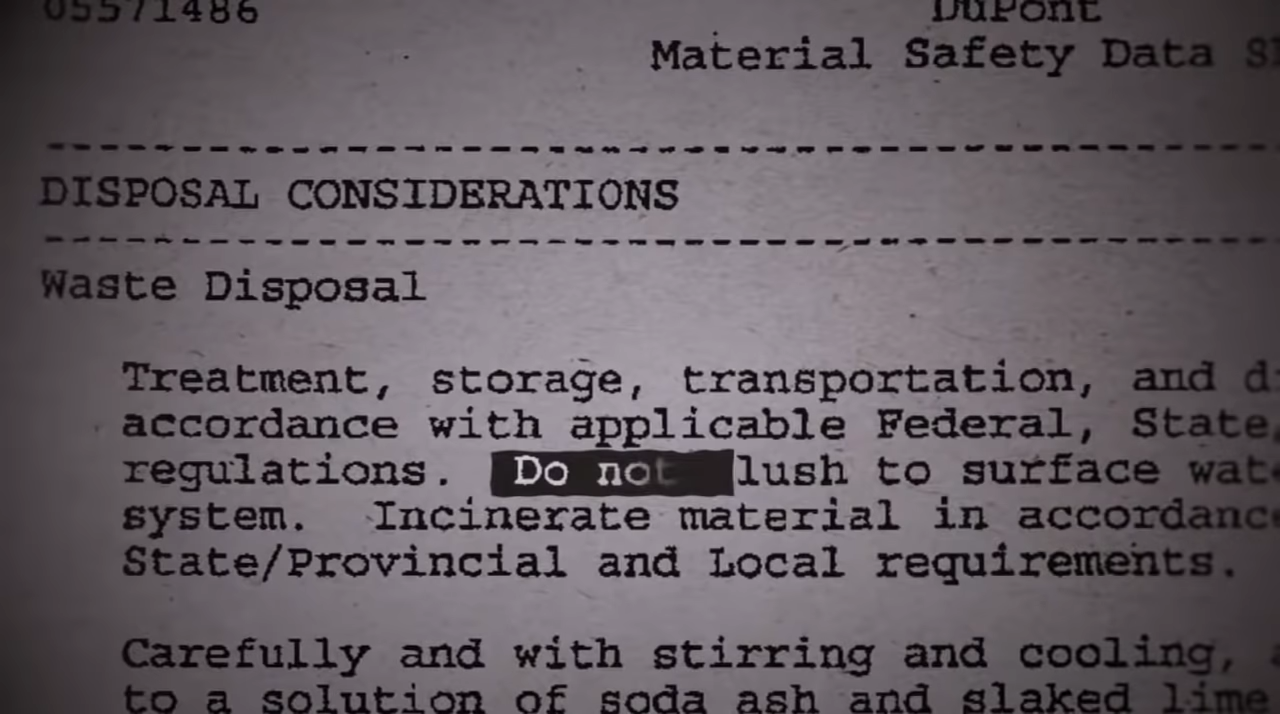 05571486 DuPont
Material Safety Data
DISPOSAL CONSIDERATIONS
Waste Disposal
Treatment, storage, transportation, and
accordance with applicable Federal, State,
regulations. Do not lush to surface
system. Incinerate material in
State/Provincial and Local requirements.
Carefully and with stirring and cooling,
to a solution of soda ash and slaked lime